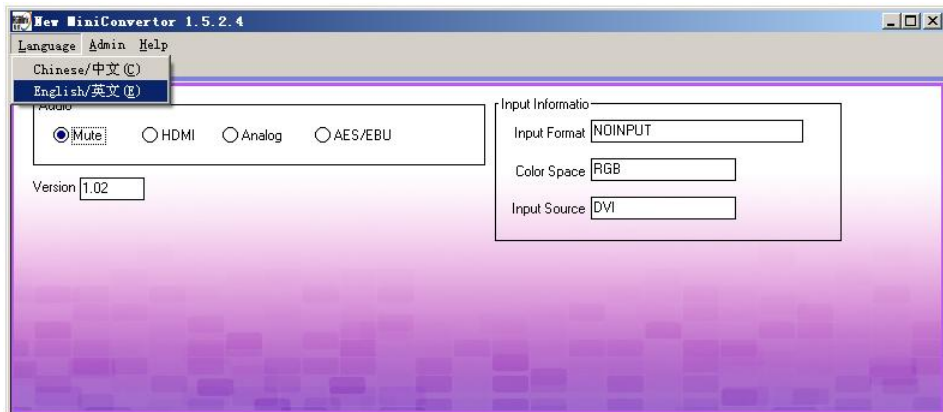 New MiniConvertor 1.5.2.4
Language Admin Help
Chinese/中文(C)
English/英文(E)
Audio
Mute HDMI Analog AES/EBU
Version 1.02
Input Informatio
Input Format NOINPUT
Color Space RGB
Input Source DVI